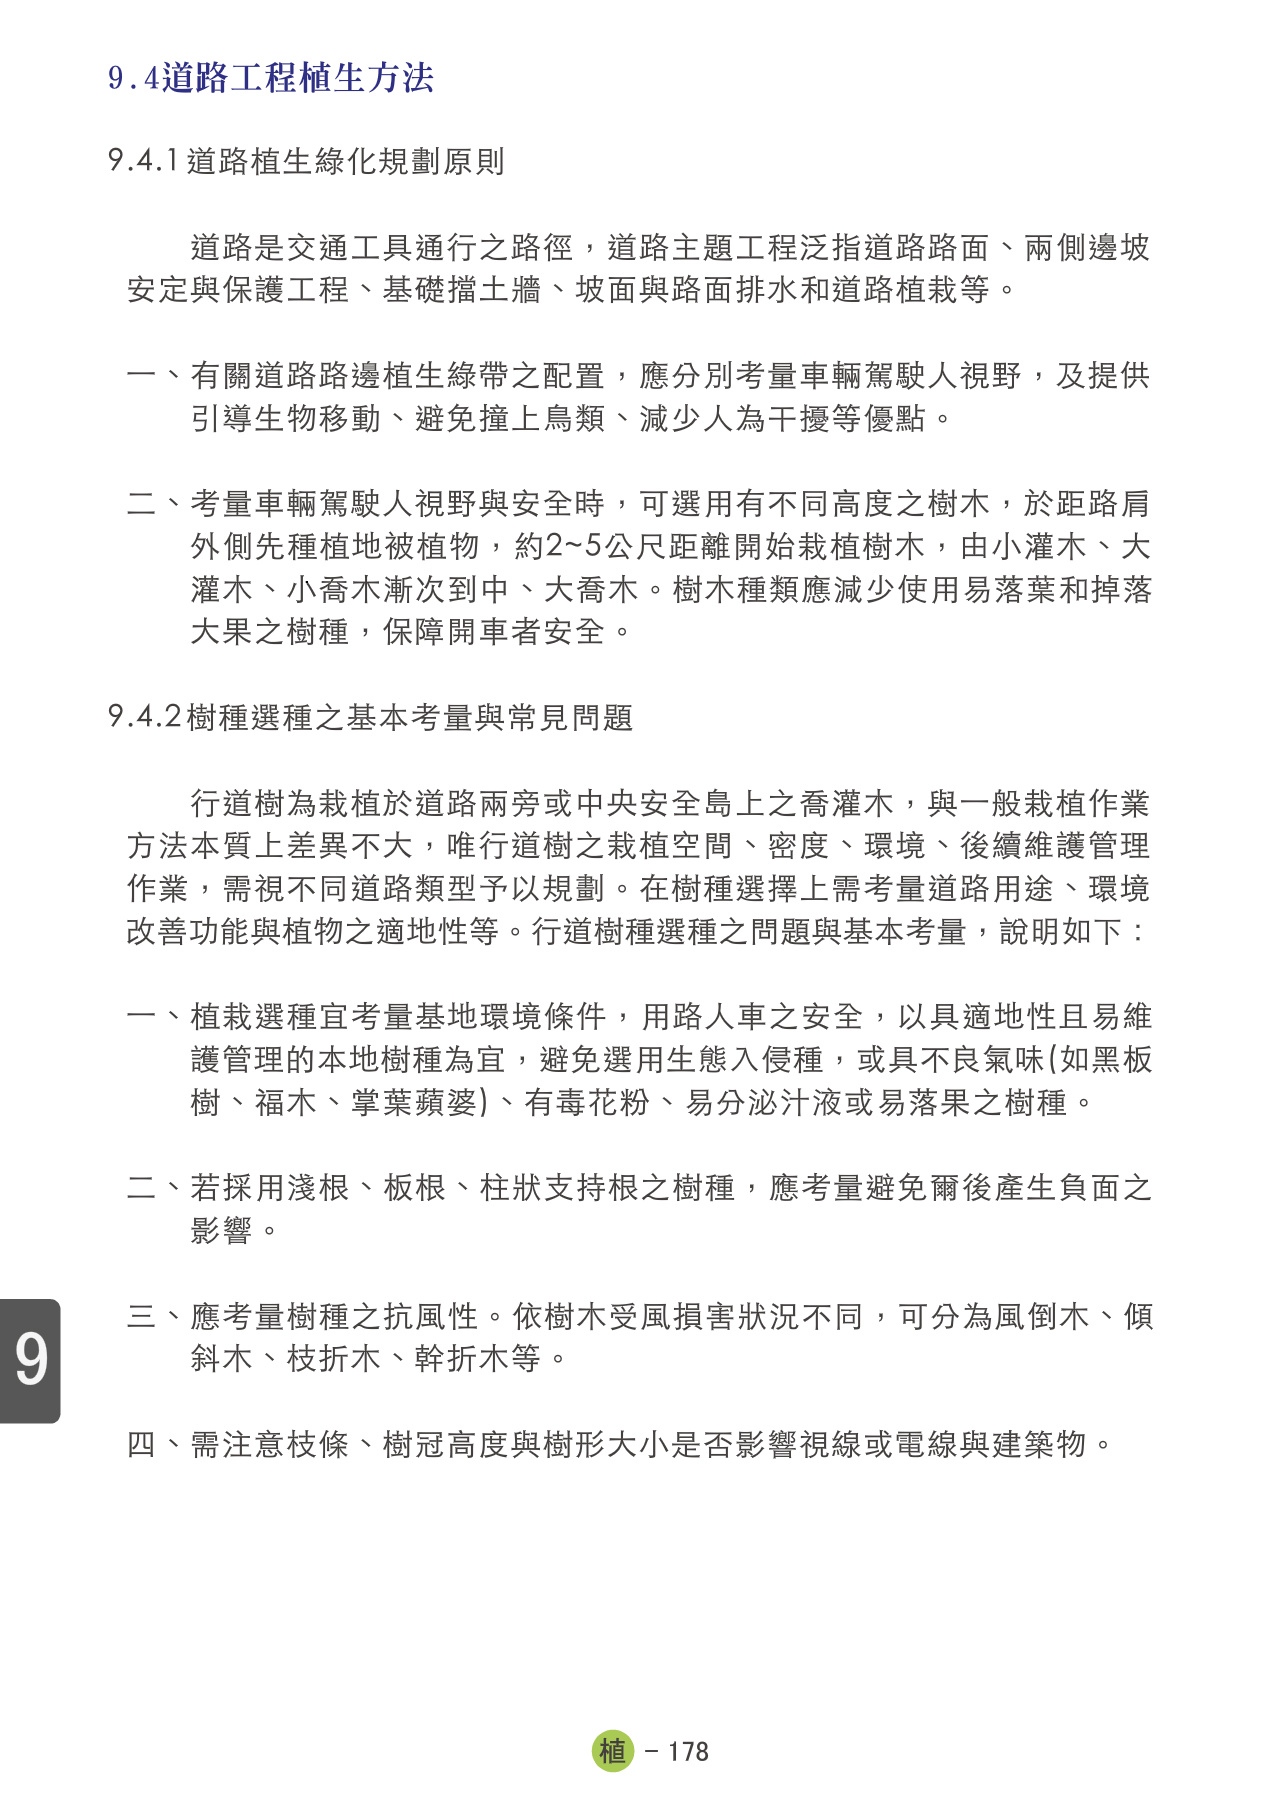 9.4道路工程植生方法
9.4.1道路植生綠化規劃原則
道路是交通工具通行之路徑，道路主題工程泛指道路路面、兩側邊坡
安定與保護工程、基礎擋土牆、坡面與路面排水和道路植栽等。
一、有關道路路邊植生綠帶之配置，應分別考量車輛駕駛人視野，及提供
引導生物移動、避免撞上鳥類、減少人為干擾等優點。
二、考量車輛駕駛人視野與安全時，可選用有不同高度之樹木，於距路肩
外側先種植地被植物，約2~5公尺距離開始栽植樹木，由小灌木、大
灌木、小喬木漸次到中、大喬木。樹木種類應減少使用易落葉和掉落
大果之樹種，保障開車者安全。
9.4.2樹種選種之基本考量與常見問題
行道樹為栽植於道路兩旁或中央安全島上之喬灌木，與一般栽植作業
方法本質上差異不大，唯行道樹之栽植空間、密度、環境、後續維護管理
作業，需視不同道路類型予以規劃。在樹種選擇上需考量道路用途、環境
改善功能與植物之適地性等。行道樹種選種之問題與基本考量，說明如下：
一、植栽選種宜考量基地環境條件，用路人車之安全，以具適地性且易維
護管理的本地樹種為宜，避免選用生態入侵種，或具不良氣味(如黑板
樹、福木、掌葉蘋婆)、有毒花粉、易分泌汁液或易落果之樹種。
二、若採用淺根、板根、柱狀支持根之樹種，應考量避免爾後產生負面之
影響。
三、應考量樹種之抗風性。依樹木受風損害狀況不同，可分為風倒木、傾
斜木、枝折木、幹折木等。
四、需注意枝條、樹冠高度與樹形大小是否影響視線或電線與建築物。
9
植 － 178